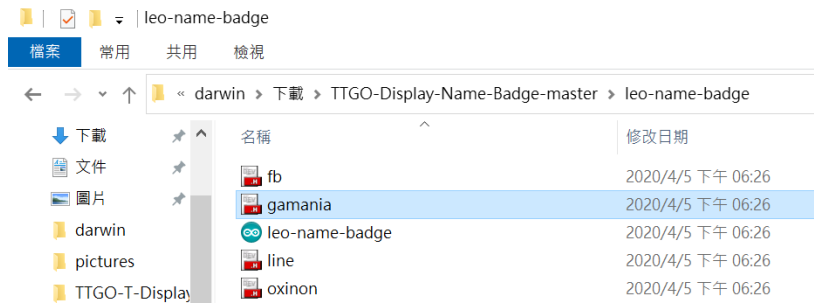 leo-name-badge
檔案 常用 共用 檢視
« darwin > 下載 > TTGO-Display-Name-Badge-master > leo-name-badge
下載
文件
圖片
darwin
pictures
TTGO-T-Display
名稱 修改日期
fb 2020/4/5 下午 06:26
gamania 2020/4/5 下午 06:26
leo-name-badge 2020/4/5 下午 06:26
line 2020/4/5 下午 06:26
oxinon 2020/4/5 下午 06:26